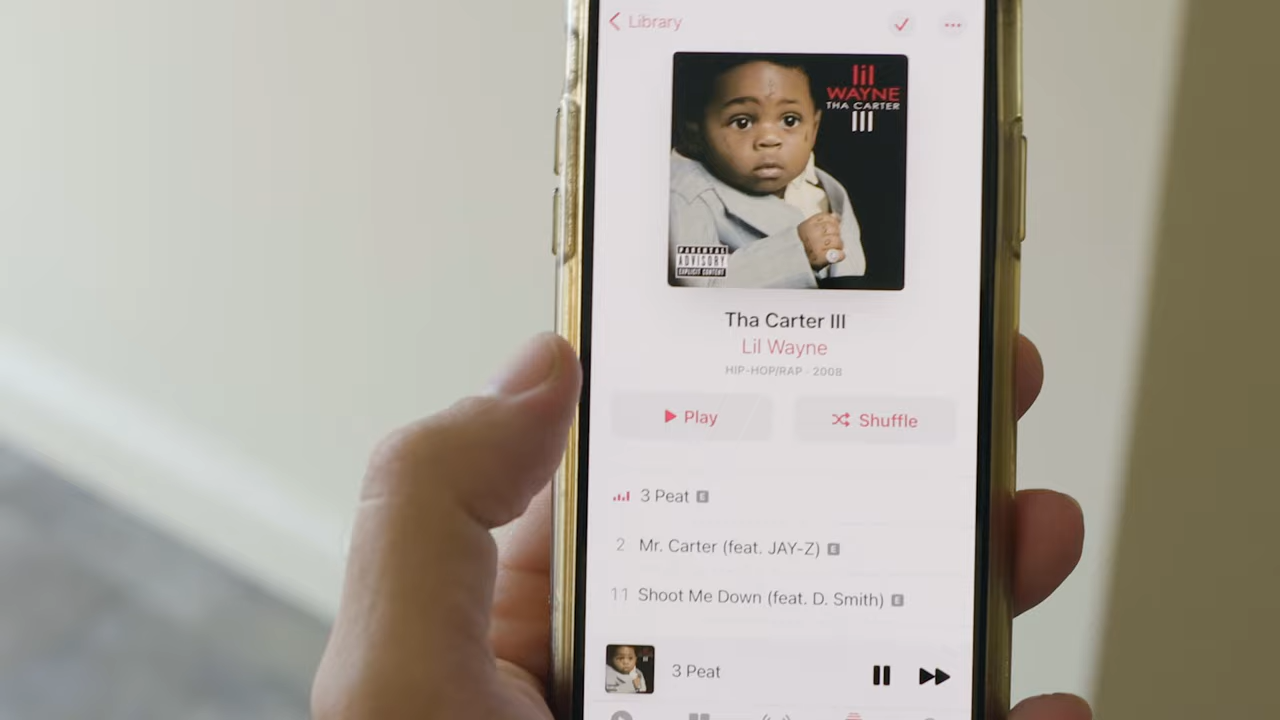 Library
lil
WAYNE
THA CARTER
III
PARENTAL
ADVISORY
EXPLICIT CONTENT
Tha Carter III
Lil Wayne
HIP-HOP/RAP · 2008
Play
Shuffle
3 Peat E
2 Mr. Carter (feat. JAY-Z) E
11 Shoot Me Down (feat. D. Smith) E
3 Peat